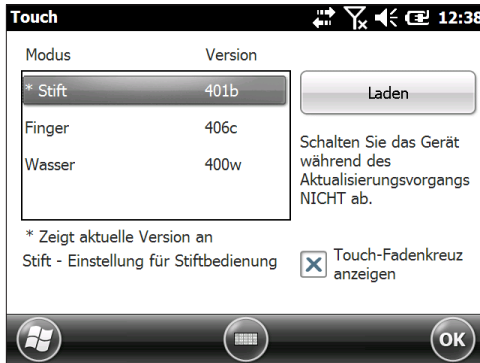 Touch 12:38
Modus Version
* Stift 401b
Laden
Finger 406c
Wasser 400w
Schalten Sie das Gerät
während des
Aktualisierungsvorgangs
NICHT ab.
* Zeigt aktuelle Version an
Stift - Einstellung für Stiftbedienung
Touch-Fadenkreuz
anzeigen
OK